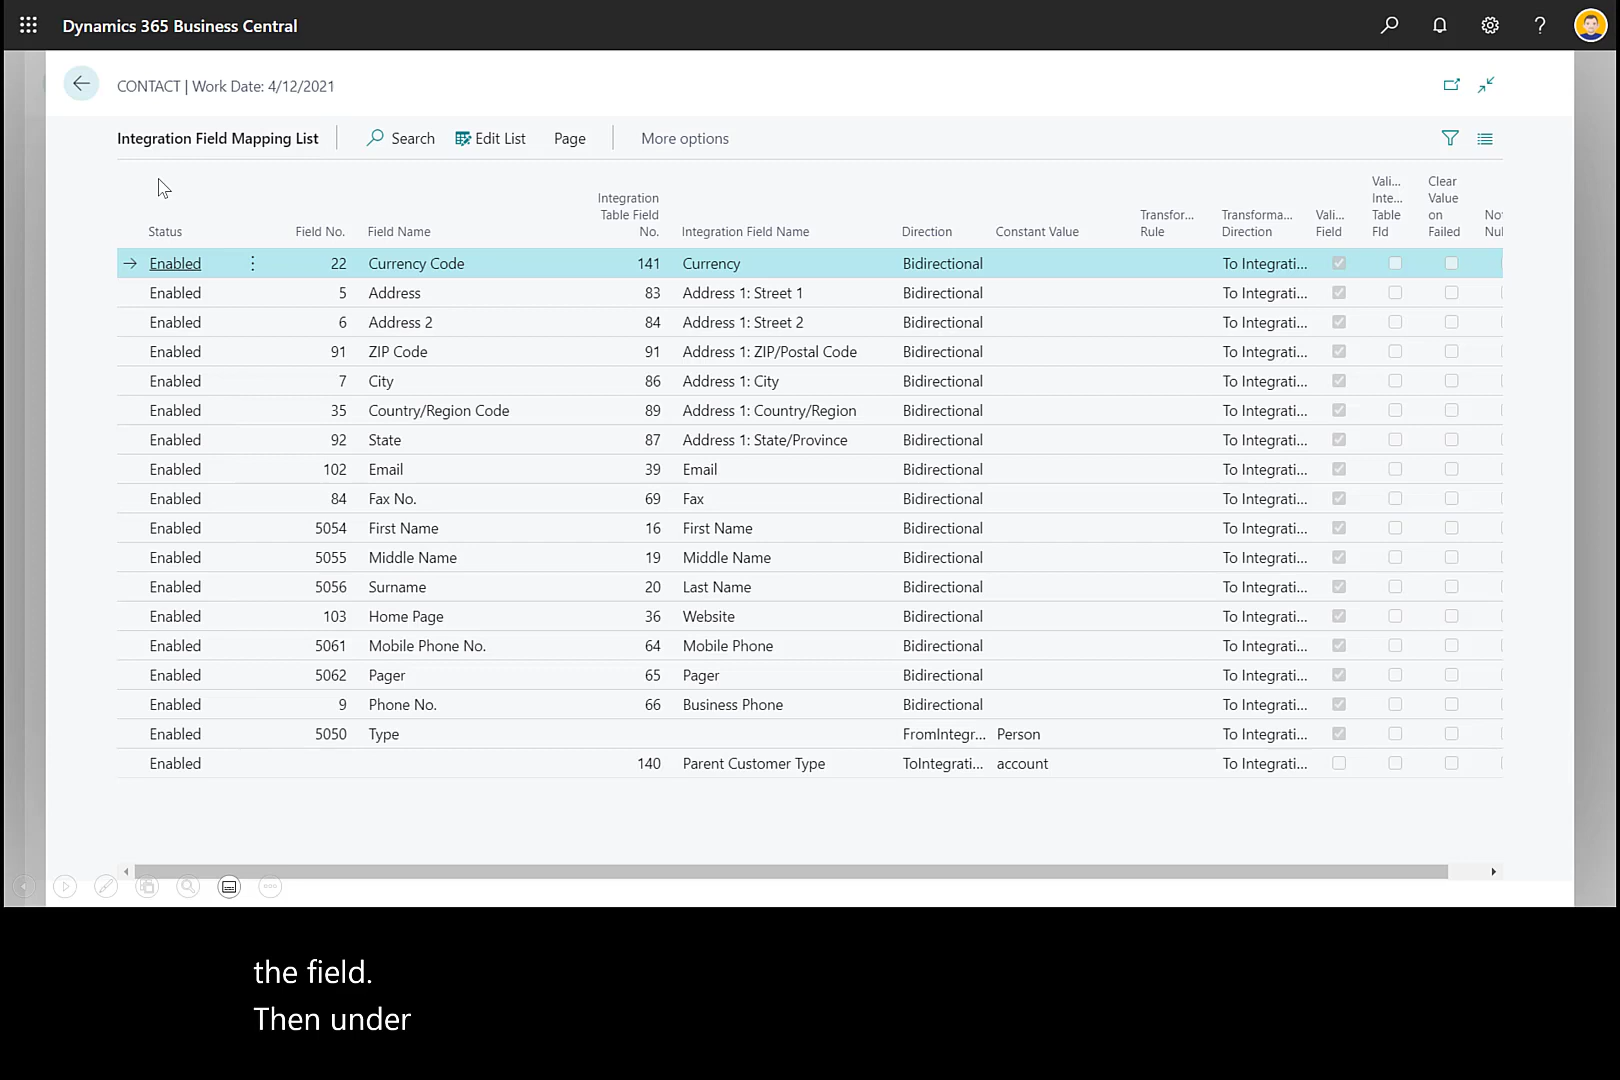 Dynamics 365 Business Central
?
CONTACT | Work Date: 4/12/2021
Integration Field Mapping List Search Edit List Page More options
Status Field No. Field Name Integration Table Field No. Integration Field Name Direction Constant Value Transfor... Rule Transforma... Direction Vali... Field Vali... Inte... Table Fld Clear Value on Failed
Enabled 22 Currency Code 141 Currency Bidirectional To Integrati...
Enabled 5 Address 83 Address 1: Street 1 Bidirectional To Integrati...
Enabled 6 Address 2 84 Address 1: Street 2 Bidirectional To Integrati...
Enabled 91 ZIP Code 91 Address 1: ZIP/Postal Code Bidirectional To Integrati...
Enabled 7 City 86 Address 1: City Bidirectional To Integrati...
Enabled 35 Country/Region Code 89 Address 1: Country/Region Bidirectional To Integrati...
Enabled 92 State 87 Address 1: State/Province Bidirectional To Integrati...
Enabled 102 Email 39 Email Bidirectional To Integrati...
Enabled 84 Fax No. 69 Fax Bidirectional To Integrati...
Enabled 5054 First Name 16 First Name Bidirectional To Integrati...
Enabled 5055 Middle Name 19 Middle Name Bidirectional To Integrati...
Enabled 5056 Surname 20 Last Name Bidirectional To Integrati...
Enabled 103 Home Page 36 Website Bidirectional To Integrati...
Enabled 5061 Mobile Phone No. 64 Mobile Phone Bidirectional To Integrati...
Enabled 5062 Pager 65 Pager Bidirectional To Integrati...
Enabled 9 Phone No. 66 Business Phone Bidirectional To Integrati...
Enabled 5050 Type FromIntegr... Person To Integrati...
Enabled 140 Parent Customer Type ToIntegrati... account To Integrati...
the field.
Then under